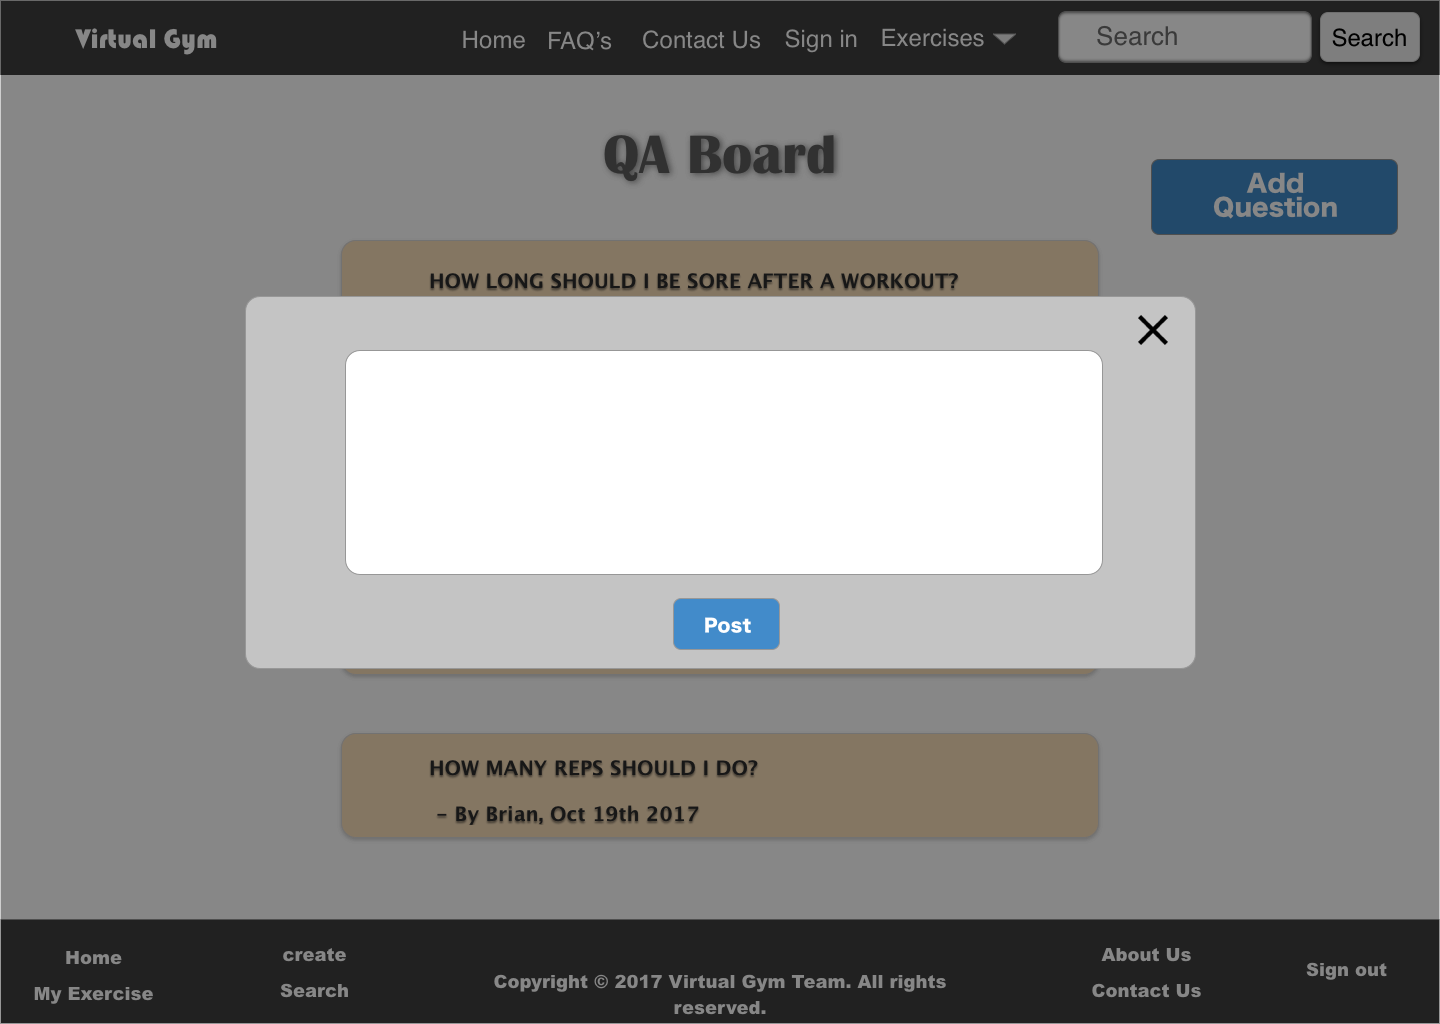 Virtual Gym
Home FAQ’s Contact Us Sign in Exercises
Search
Search
QA Board
Add
Question
HOW LONG SHOULD I BE SORE AFTER A WORKOUT?
Post
HOW MANY REPS SHOULD I DO?
– By Brian, Oct 19th 2017
Home
My Exercise
create
Search
Copyright © 2017 Virtual Gym Team. All rights
reserved.
About Us
Contact Us
Sign out